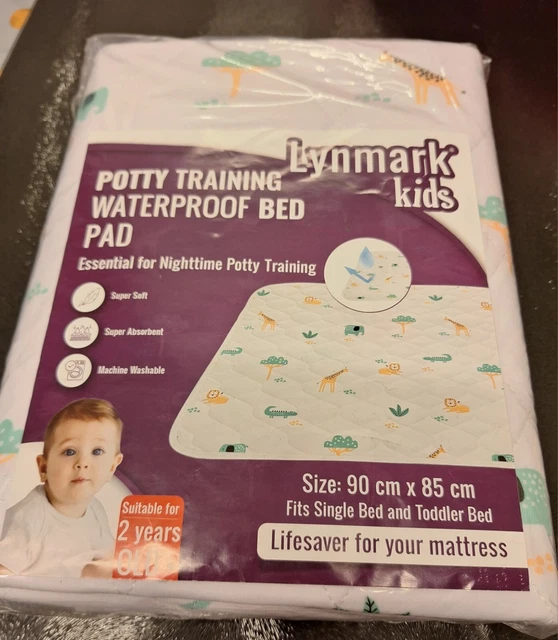 Lynmark
kids
POTTY TRAINING
WATERPROOF BED
PAD
Essential for Nighttime Potty Training
Super Soft
Super Absorbent
Machine Washable
Suitable for
2 years
Size: 90 cm x 85 cm
Fits Single Bed and Toddler Bed
Lifesaver for your mattress